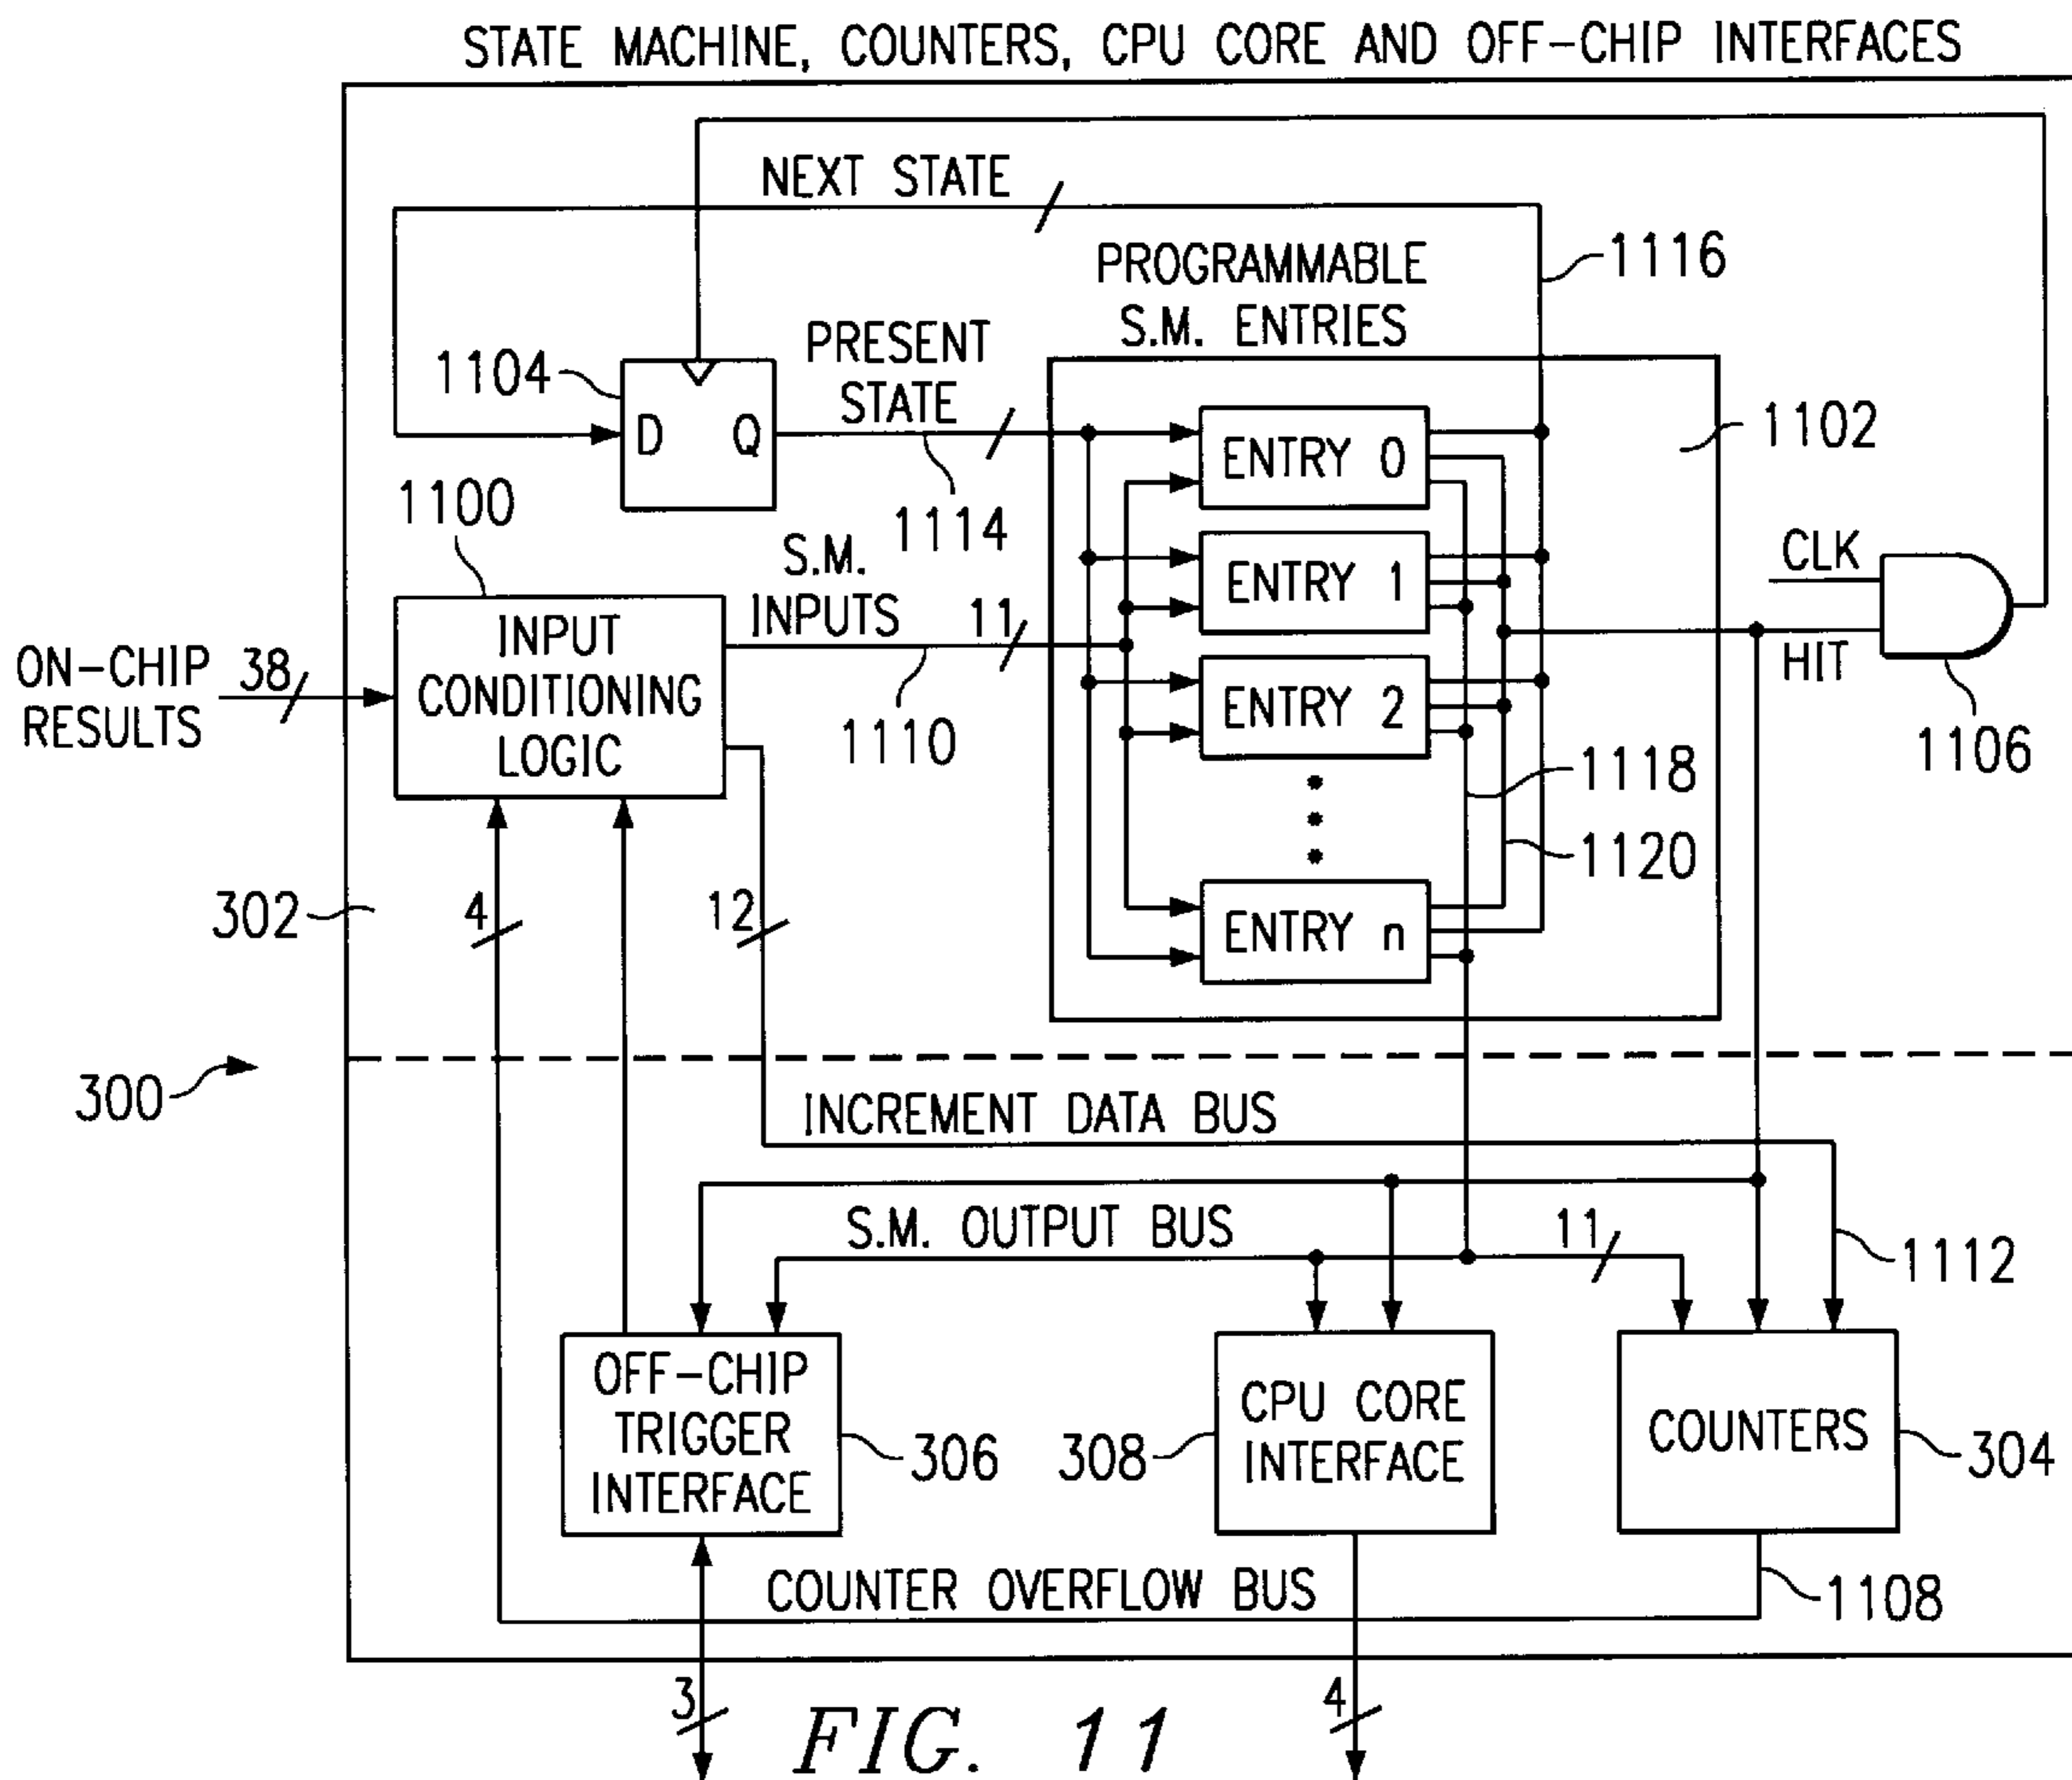 STATE MACHINE, COUNTERS, CPU CORE AND OFF-CHIP INTERFACES
NEXT STATE
1116
PROGRAMMABLE
S.M. ENTRIES
PRESENT
STATE
1104
D Q
1114
1102
ENTRY 0
ENTRY 1
ENTRY 2
ENTRY n
1118
1120
CLK
HIT
1106
1100
S.M.
INPUTS
11
1110
INPUT
CONDITIONING
LOGIC
ON-CHIP
RESULTS
38
302
4
12
300
INCREMENT DATA BUS
S.M. OUTPUT BUS
11
1112
OFF-CHIP
TRIGGER
INTERFACE
306
308
CPU CORE
INTERFACE
COUNTERS
304
COUNTER OVERFLOW BUS
1108
3
4
FIG. 11